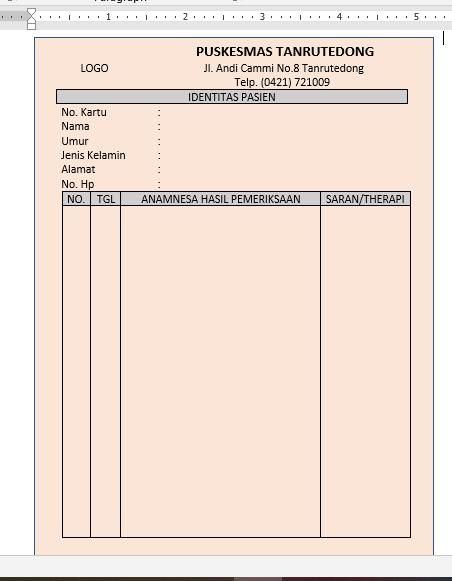 1 2 3 4 5
PUSKESMAS TANRUTEDONG
LOGO Jl. Andi Cammi No.8 Tanrutedong
Telp. (0421) 721009
IDENTITAS PASIEN
No. Kartu :
Nama :
Umur :
Jenis Kelamin :
Alamat :
No. Hp :
NO. TGL ANAMNESA HASIL PEMERIKSAAN SARAN/THERAPI